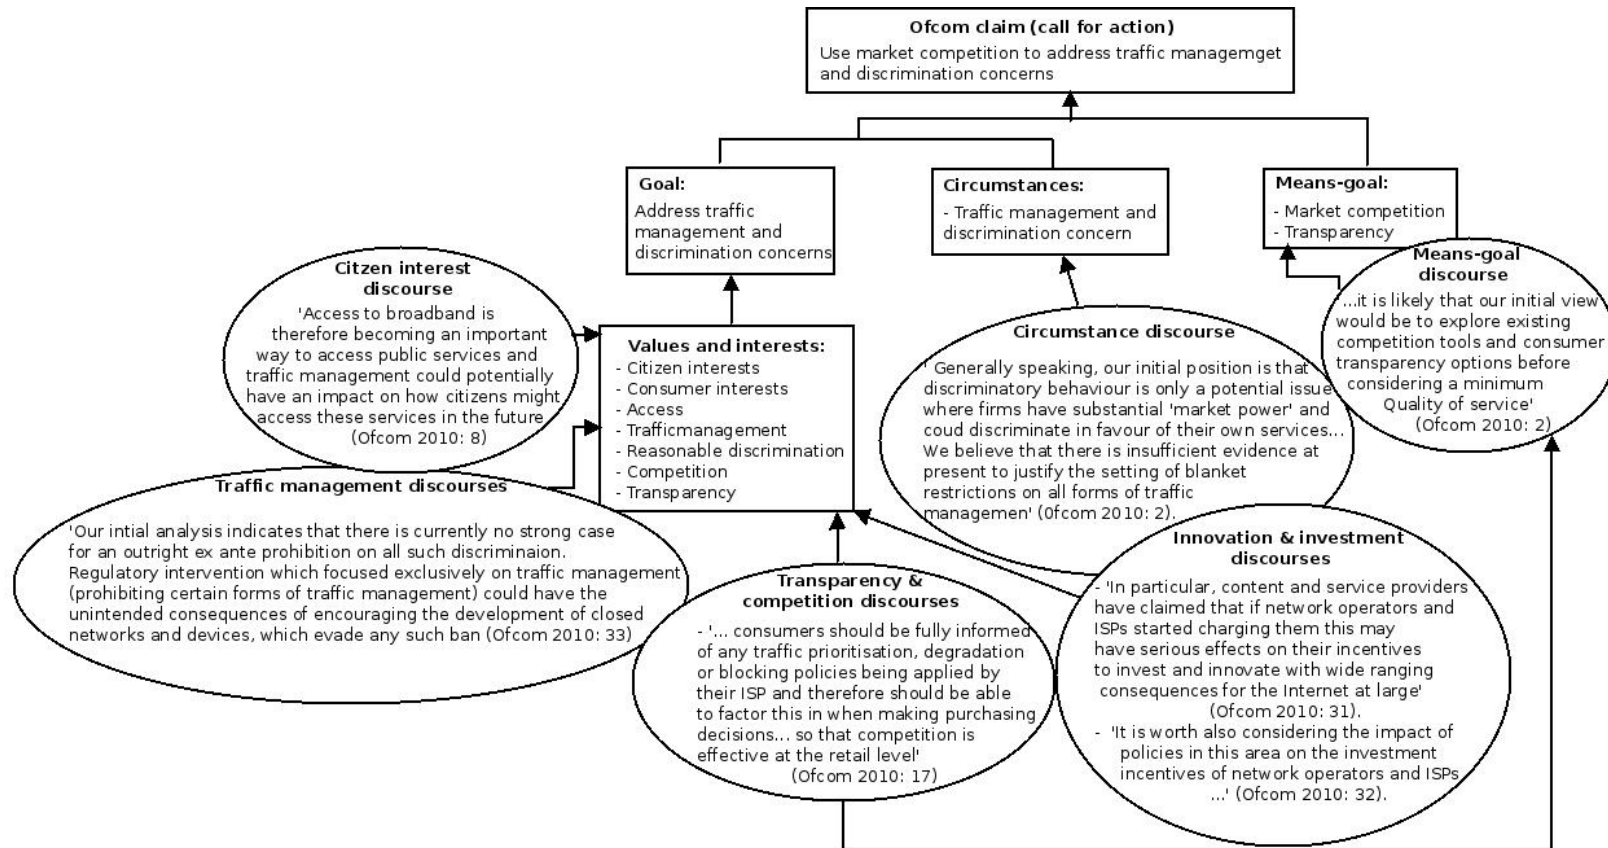 Ofcom claim (call for action)
Use market competition to address traffic managemget
and discrimination concerns
Goal:
Address traffic
management and
discrimination concerns
Circumstances:
- Traffic management and
discrimination concern
Means-goal:
- Market competition
- Transparency
Citzen interest
discourse
'Access to broadband is
therefore becoming an important
way to access public services and
traffic management could potentially
have an impact on how citizens might
access these services in the future
(Ofcom 2010: 8)
Values and interests:
- Citizen interests
- Consumer interests
- Access
- Trafficmanagement
- Reasonable discrimination
- Competition
- Transparency
Circumstance discourse
' Generally speaking, our initial position is that
discriminatory behaviour is only a potential issue
where firms have substantial 'market power' and
coud discriminate in favour of their own services...
We believe that there is insufficient evidence at
present to justify the setting of blanket
restrictions on all forms of traffic
managemen' (0fcom 2010: 2).
Means-goal
discourse
'...it is likely that our initial view
would be to explore existing
competition tools and consumer
transparency options before
considering a minimum
Quality of service'
(Ofcom 2010: 2)
Traffic management discourses
'Our intial analysis indicates that there is currently no strong case
for an outright ex ante prohibition on all such discriminaion.
Regulatory intervention which focused exclusively on traffic management
(prohibiting certain forms of traffic management) could have the
unintended consequences of encouraging the development of closed
networks and devices, which evade any such ban (Ofcom 2010: 33)
Transparency &
competition discourses
- '... consumers should be fully informed
of any traffic prioritisation, degradation
or blocking policies being applied by
their ISP and therefore should be able
to factor this in when making purchasing
decisions... so that competition is
effective at the retail level'
(Ofcom 2010: 17)
Innovation & investment
discourses
- 'In particular, content and service providers
have claimed that if network operators and
ISPs started charging them this may
have serious effects on their incentives
to invest and innovate with wide ranging
consequences for the Internet at large'
(Ofcom 2010: 31).
- 'It is worth also considering the impact of
policies in this area on the investment
incentives of network operators and ISPs
...' (Ofcom 2010: 32).